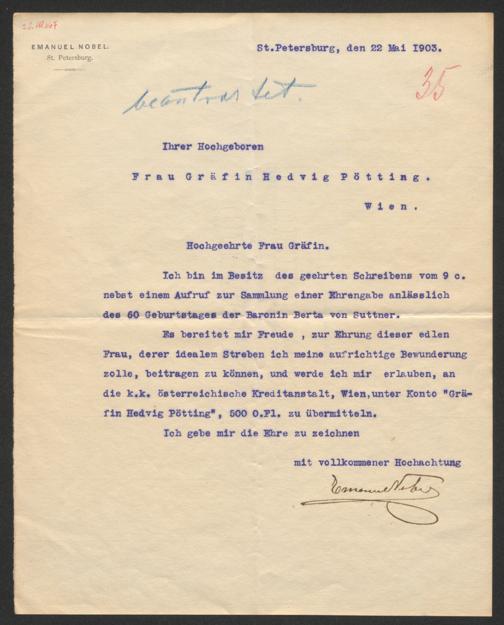 EMANUEL NOBEL.
St. Petersburg.
St.Petersburg, den 22 Mai 1903.
35
beantwortet.
Ihrer Hochgeboren
Frau Gräfin Hedvig Pötting.
Wien.
Hochgeehrte Frau Gräfin.
Ich bin im Besitz des geehrten Schreibens vom 9 c.
nebst einem Aufruf zur Sammlung einer Ehrengabe anlässlich
des 60 Geburtstages der Baronin Berta von Suttner.
Es bereitet mir Freude , zur Ehrung dieser edlen
Frau, derer idealem Streben ich meine aufrichtige Bewunderung
zolle, beitragen zu können, und werde ich mir erlauben, an
die k.k. österreichische Kreditanstalt, Wien,unter Konto "Grä-
fin Hedvig Pötting", 500 O.Fl. zu übermitteln.
Ich gebe mir die Ehre zu zeichnen
mit vollkommener Hochachtung
Emanuel Nobel